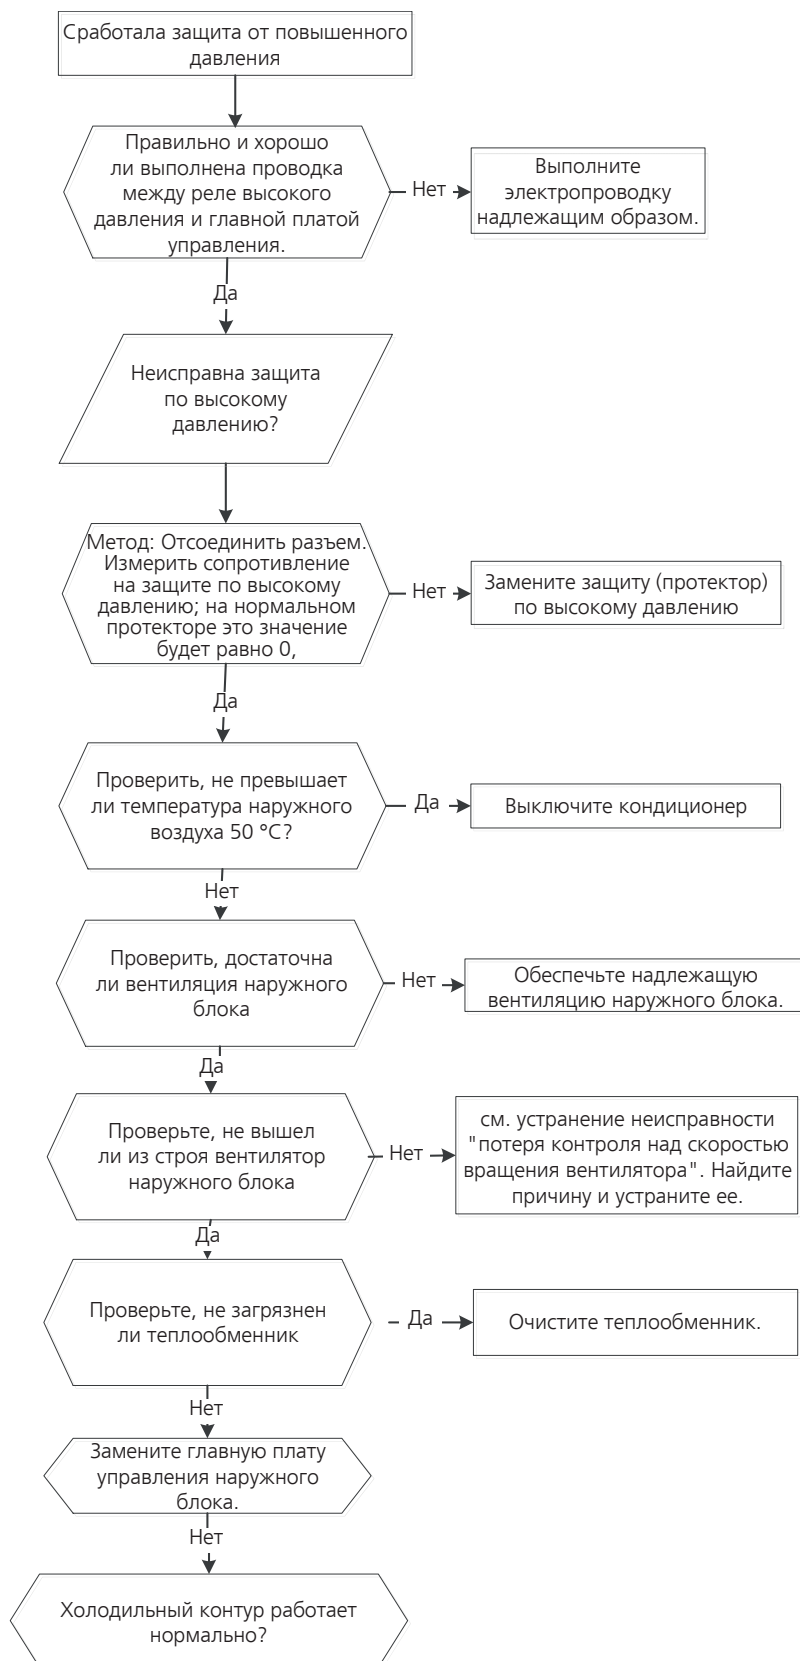 Сработала защита от повышенного
давления
Правильно и хорошо
ли выполнена проводка
между реле высокого
давления и главной платой
управления.
Нет
Выполните
электропроводку
надлежащим образом.
Да
Неисправна защита
по высокому
давлению?
Метод: Отсоединить разъем.
Измерить сопротивление
на защите по высокому
давлению; на нормальном
протекторе это значение
будет равно 0,
Нет
Замените защиту (протектор)
по высокому давлению
Да
Проверить, не превышает
ли температура наружного
воздуха 50 °C?
Да
Выключите кондиционер
Нет
Проверить, достаточна
ли вентиляция наружного
блока
Нет
Обеспечьте надлежащую
вентиляцию наружного блока.
Да
Проверьте, не вышел
ли из строя вентилятор
наружного блока
Нет
см. устранение неисправности
"потеря контроля над скоростью
вращения вентилятора". Найдите
причину и устраните ее.
Да
Проверьте, не загрязнен
ли теплообменник
Да
Очистите теплообменник.
Нет
Замените главную плату
управления наружного
блока.
Нет
Холодильный контур работает
нормально?